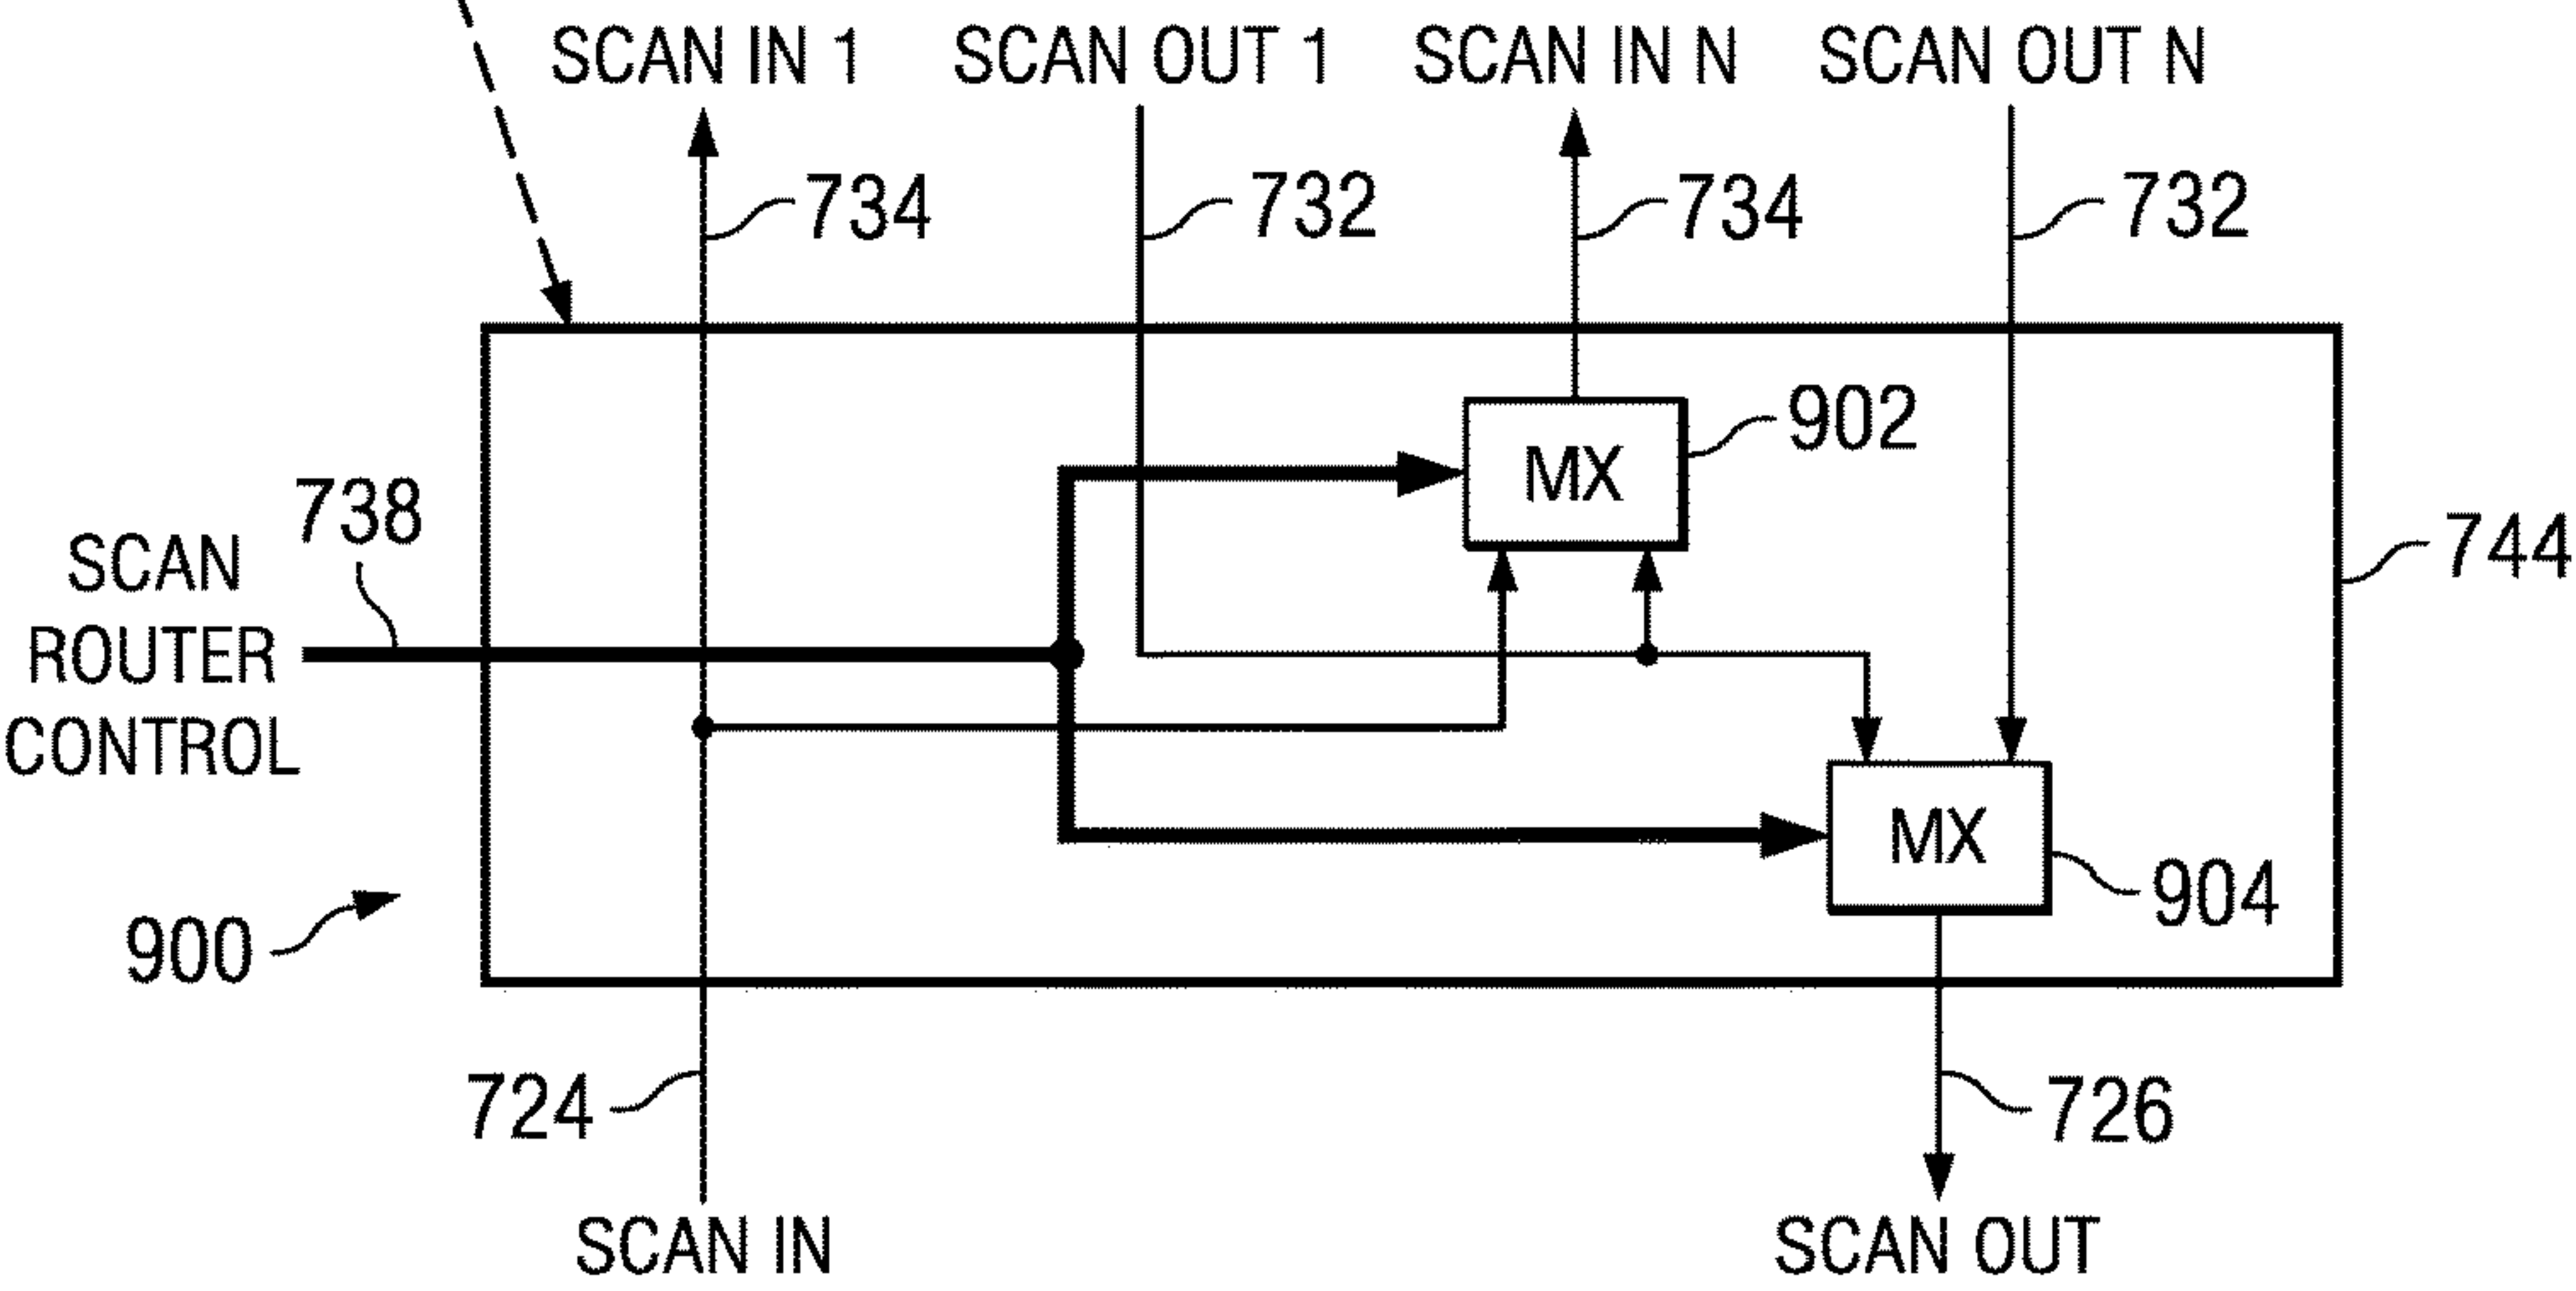 SCAN IN 1
SCAN OUT 1
SCAN IN N
SCAN OUT N
734
732
734
732
902
MX
738
744
SCAN
ROUTER
CONTROL
MX
904
900
724
726
SCAN IN
SCAN OUT